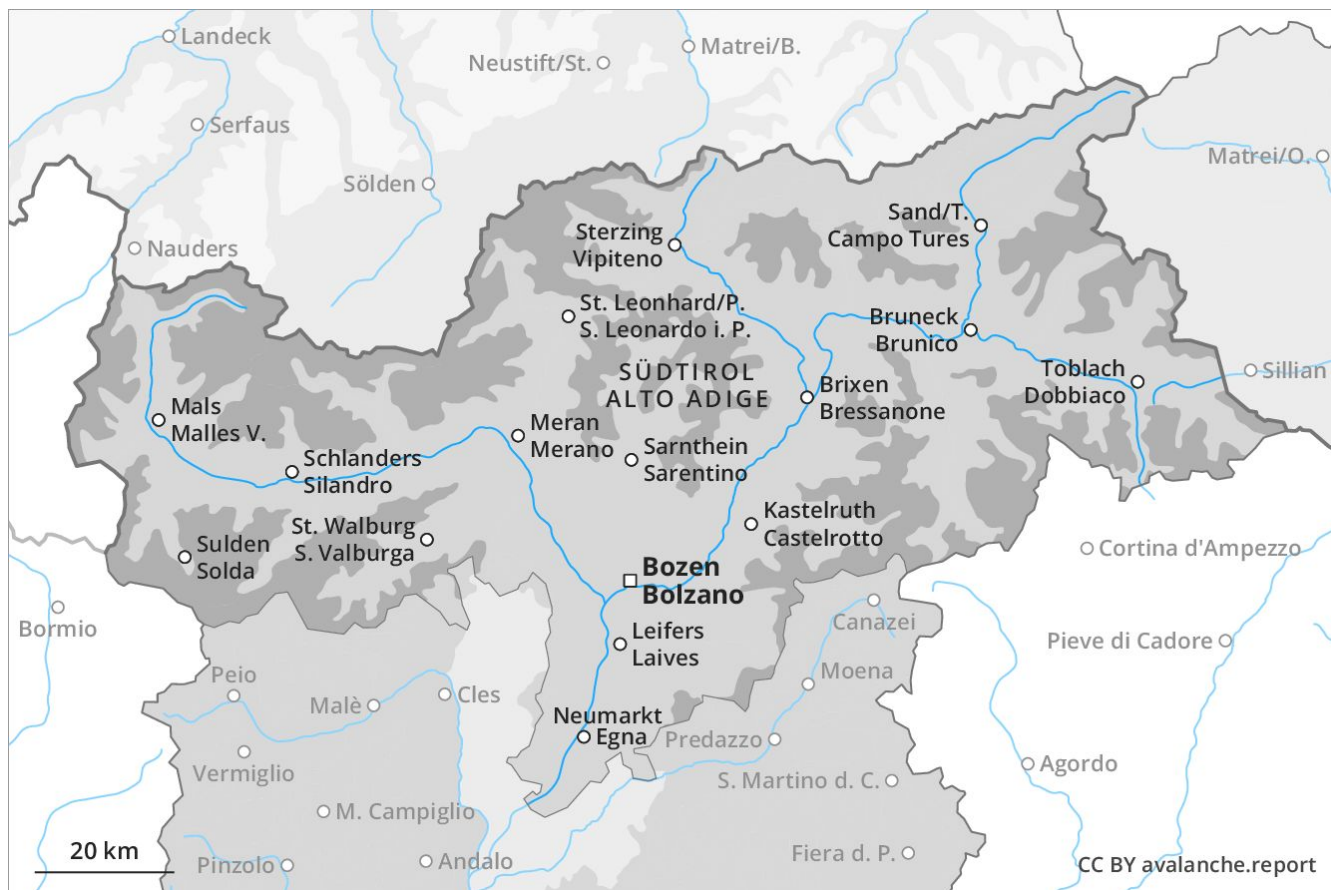 Landeck
Neustift/St.
Matrei/B.
Serfaus
Matrei/O.
Sölden
Nauders
Sand/T.
Campo Tures
Sterzing
Vipiteno
St. Leonhard/P.
S. Leonardo i. P.
Bruneck
Brunico
SÜDTIROL
ALTO ADIGE
Toblach
Dobbiaco
Sillian
Brixen
Bressanone
Mals
Malles V.
Meran
Merano
Sarnthein
Sarentino
Schlanders
Silandro
Kastelruth
Castelrotto
St. Walburg
S. Valburga
Sulden
Solda
Cortina d'Ampezzo
Bozen
Bolzano
Bormio
Canazei
Leifers
Laives
Pieve di Cadore
Peio
Moena
Malè
Cles
Neumarkt
Egna
Predazzo
Vermiglio
Agordo
S. Martino d. C.
M. Campiglio
20 km
Pinzolo
Andalo
Fiera d. P.
CC BY avalanche.report